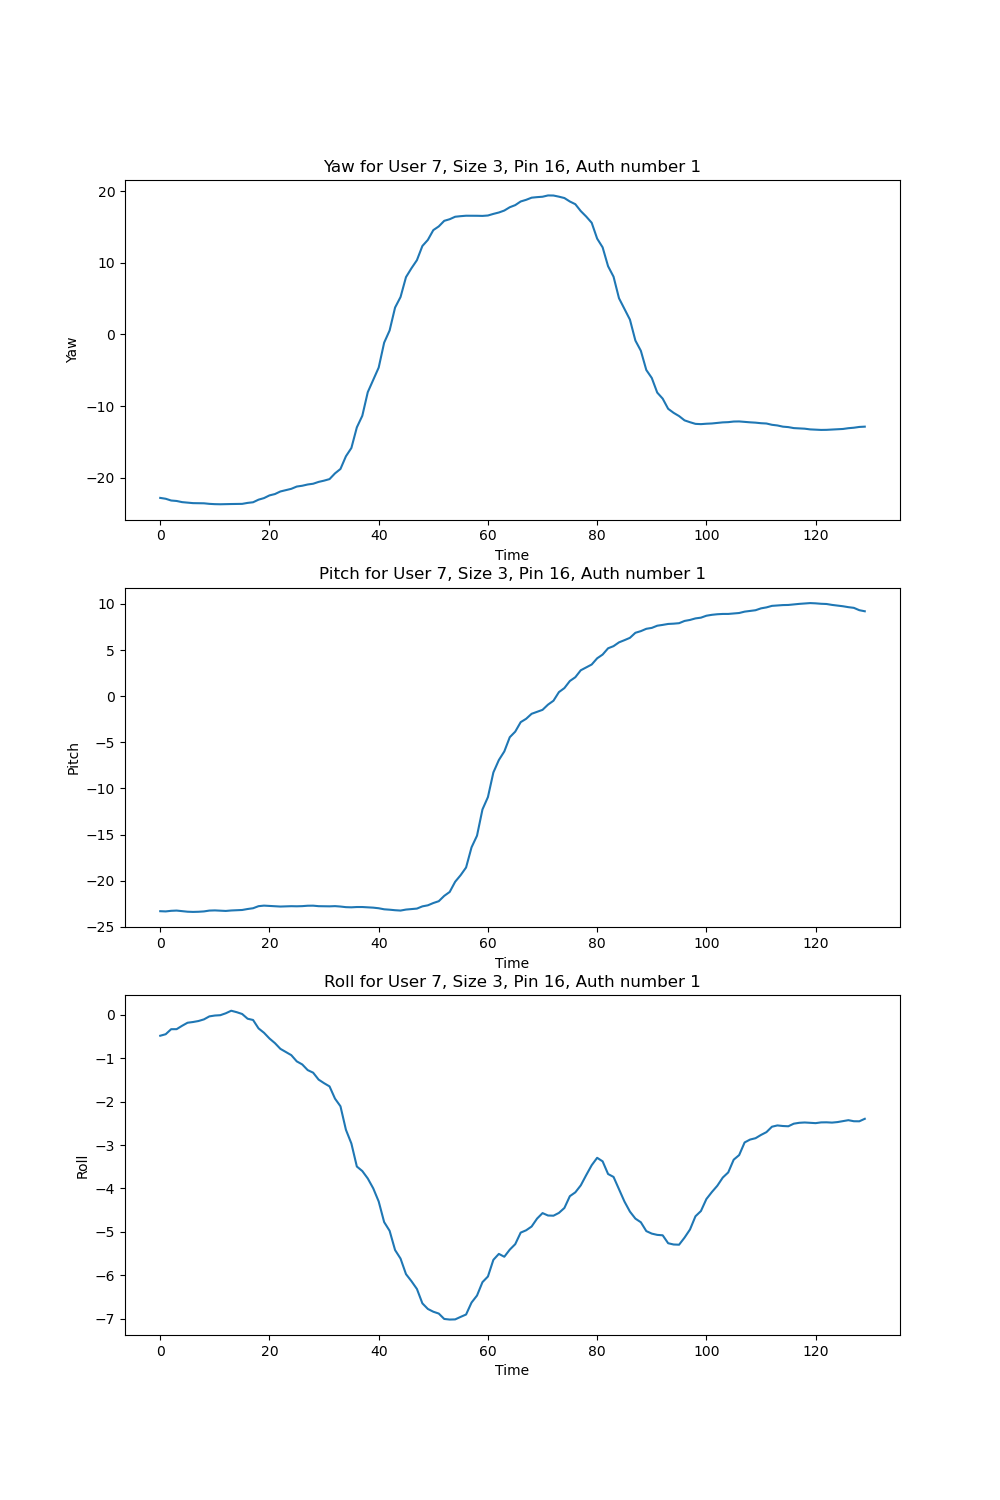 Yaw for User 7, Size 3, Pin 16, Auth number 1
20
10
0
−10
−20
Yaw
0 20 40 60 80 100 120
Time
Pitch for User 7, Size 3, Pin 16, Auth number 1
10
5
0
−5
−10
−15
−20
−25
Pitch
0 20 40 60 80 100 120
Time
Roll for User 7, Size 3, Pin 16, Auth number 1
0
−1
−2
−3
−4
−5
−6
−7
Roll
0 20 40 60 80 100 120
Time